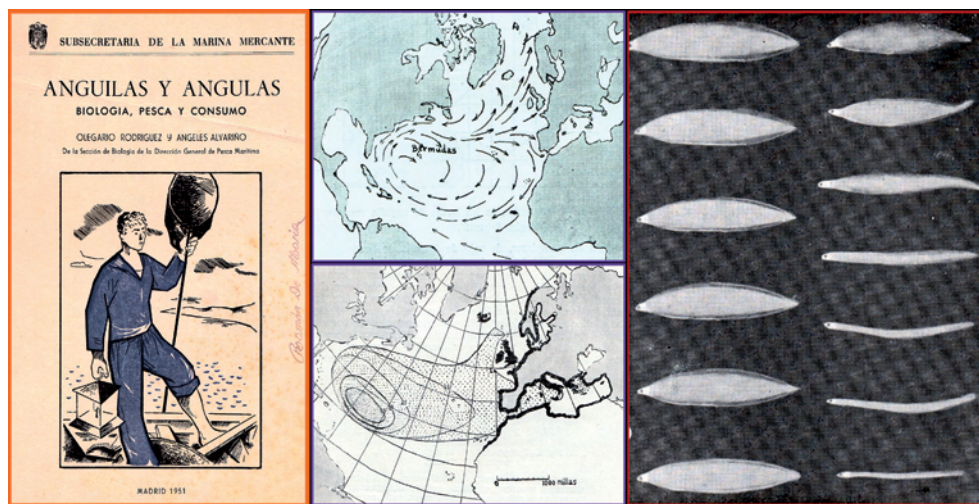 SUBSECRETARIA DE LA MARINA MERCANTE
ANGUILAS Y ANGULAS
BIOLOGIA, PESCA Y CONSUMO
OLEGARIO RODRIGUEZ Y ANGELES ALVARIÑO
De la Sección de Biología de la Dirección General de Pesca Marítima
MADRID 1951
Bermudas
1000 millas